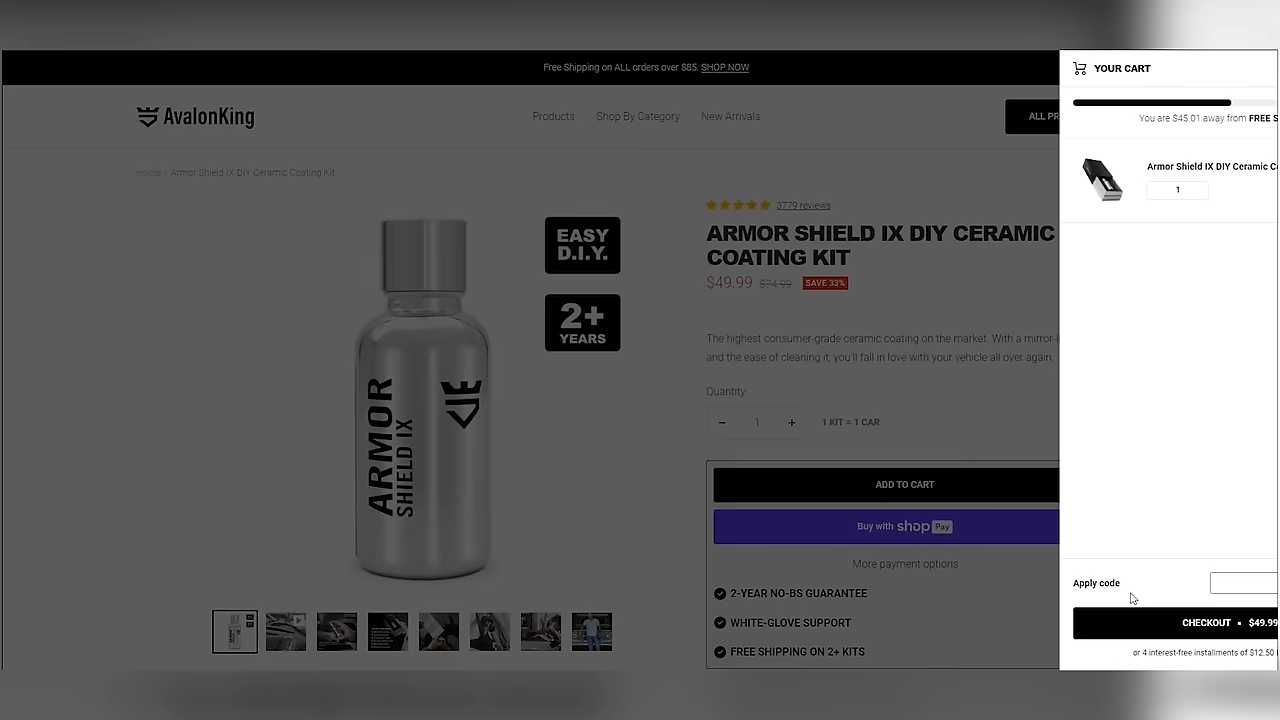 Free Shipping on ALL orders over $85. SHOP NOW
AvalonKing
Products
Shop By Category
New Arrivals
ALL PR
Home / Armor Shield IX DIY Ceramic Coating Kit
EASY
D.I.Y.
2+
YEARS
ARMOR
SHIELD IX
3779 reviews
ARMOR SHIELD IX DIY CERAMIC
COATING KIT
$49.99 $74.99 SAVE 33%
The highest consumer-grade ceramic coating on the market. With a mirror-l
and the ease of cleaning it, you'll fall in love with your vehicle all over again
Quantity:
− 1 + 1 KIT = 1 CAR
ADD TO CART
Buy with shop Pay
More payment options
2-YEAR NO-BS GUARANTEE
WHITE-GLOVE SUPPORT
FREE SHIPPING ON 2+ KITS
YOUR CART
You are $45.01 away from FREE S
Armor Shield IX DIY Ceramic C
1
Apply code
CHECKOUT • $49.99
or 4 interest-free installments of $12.50